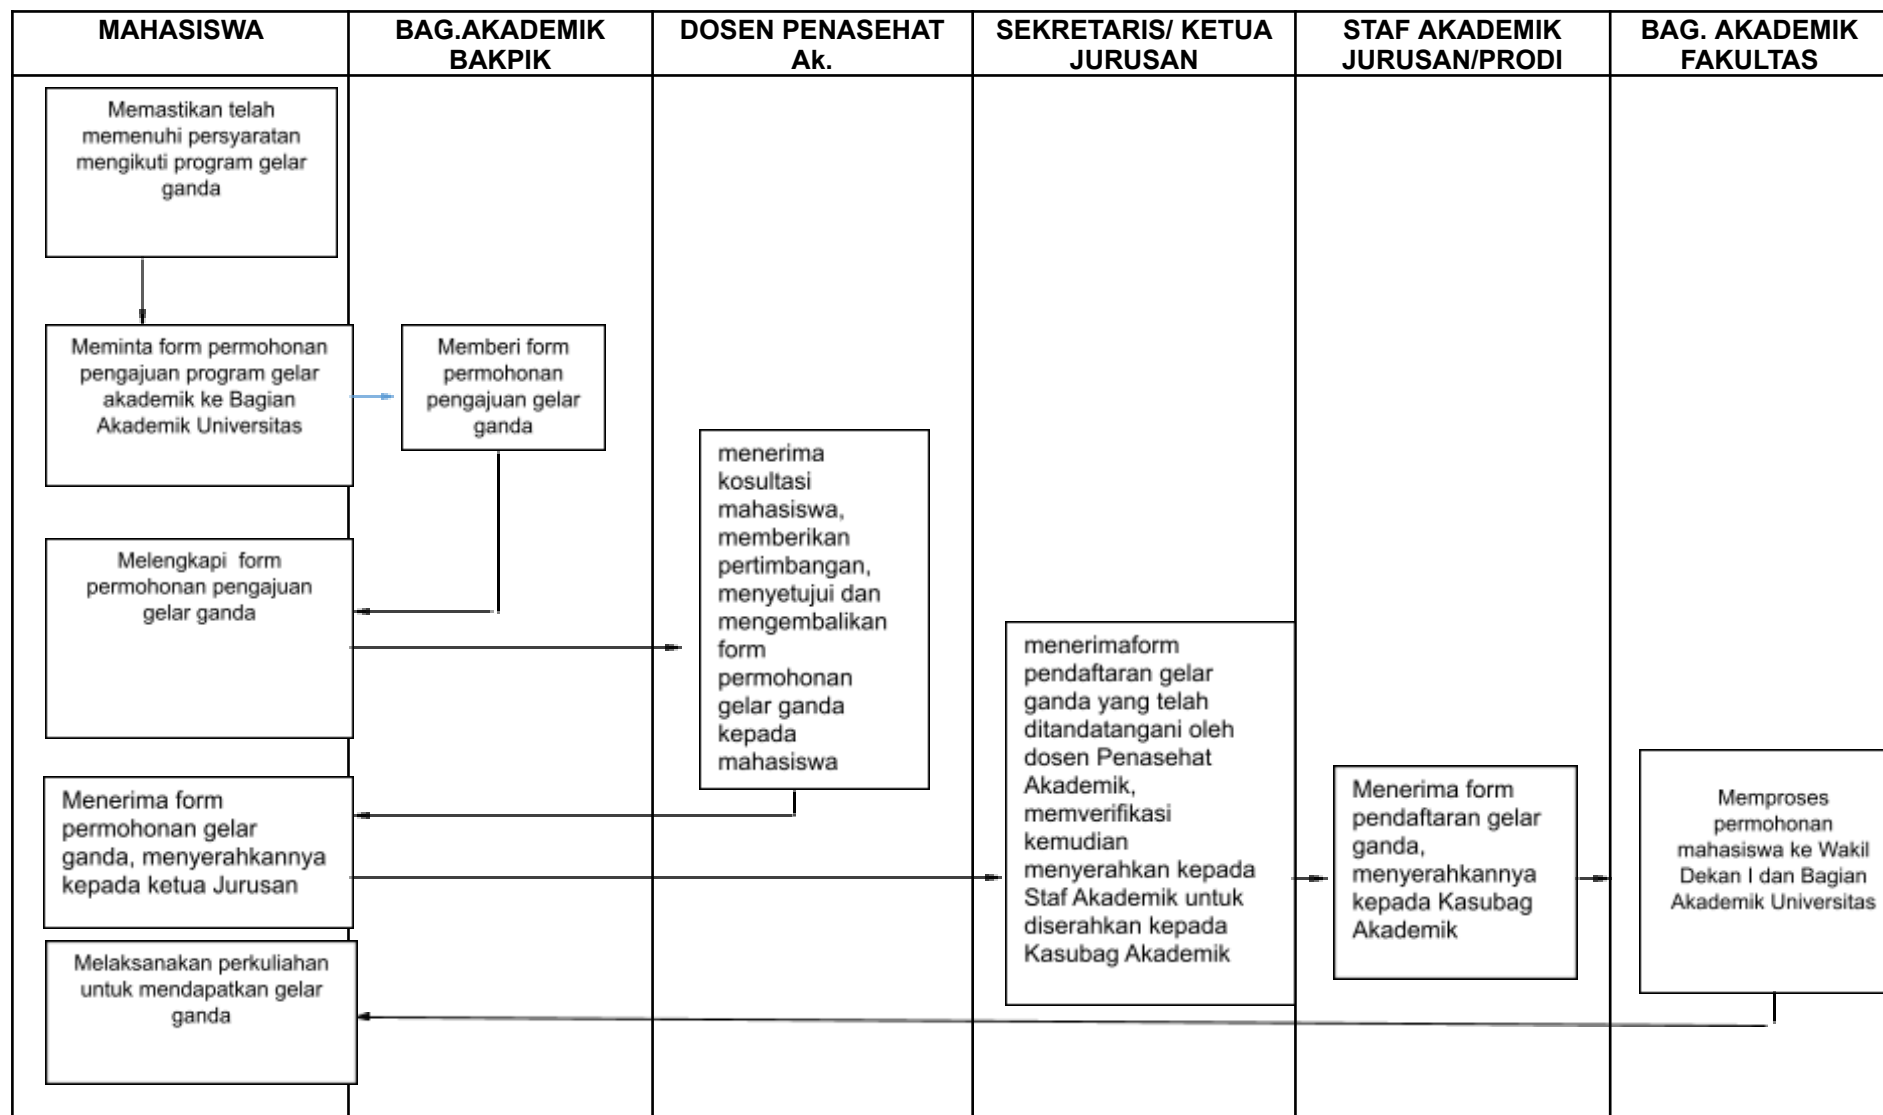 MAHASISWA
BAG.AKADEMIK
BAKPIK
DOSEN PENASEHAT
Ak.
SEKRETARIS/ KETUA
JURUSAN
STAF AKADEMIK
JURUSAN/PRODI
BAG. AKADEMIK
FAKULTAS
Memastikan telah
memenuhi persyaratan
mengikuti program gelar
ganda
Meminta form permohonan
pengajuan program gelar
akademik ke Bagian
Akademik Universitas
Memberi form
permohonan
pengajuan gelar
ganda
Melengkapi  form
permohonan pengajuan
gelar ganda
menerima
kosultasi
mahasiswa,
memberikan
pertimbangan,
menyetujui dan
mengembalikan
form
permohonan
gelar ganda
kepada
mahasiswa
Menerima form
permohonan gelar
ganda, menyerahkannya
kepada ketua Jurusan
menerimaform
pendaftaran gelar
ganda yang telah
ditandatangani oleh
dosen Penasehat
Akademik,
memverifikasi
kemudian
menyerahkan kepada
Staf Akademik untuk
diserahkan kepada
Kasubag Akademik
Menerima form
pendaftaran gelar
ganda,
menyerahkannya
kepada Kasubag
Akademik
Memproses
permohonan
mahasiswa ke Wakil
Dekan I dan Bagian
Akademik Universitas
Melaksanakan perkuliahan
untuk mendapatkan gelar
ganda